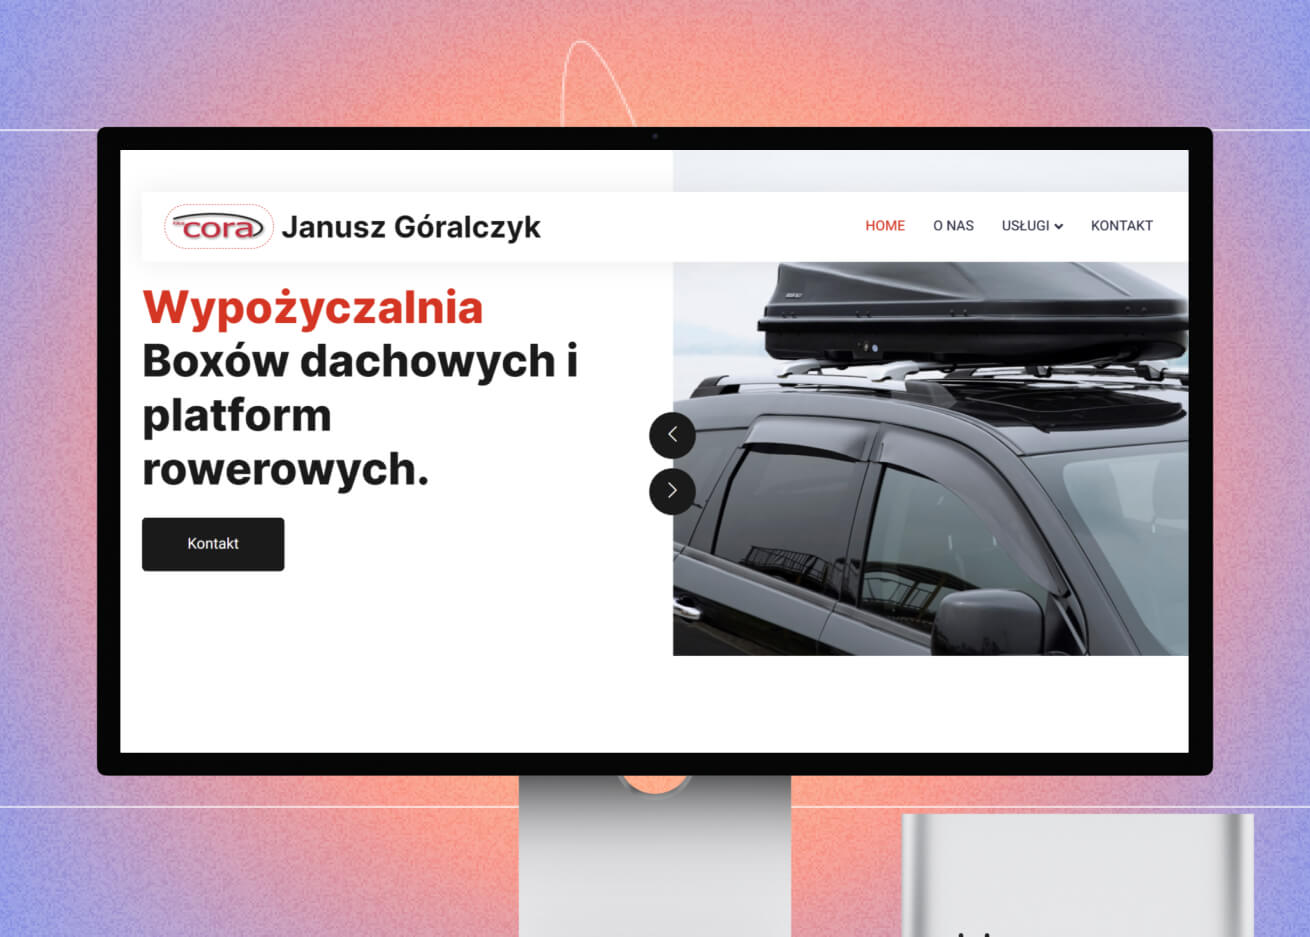 cora Janusz Góralczyk
HOME O NAS USŁUGI KONTAKT
Wypożyczalnia
Boxów dachowych i
platform
rowerowych.
Kontakt